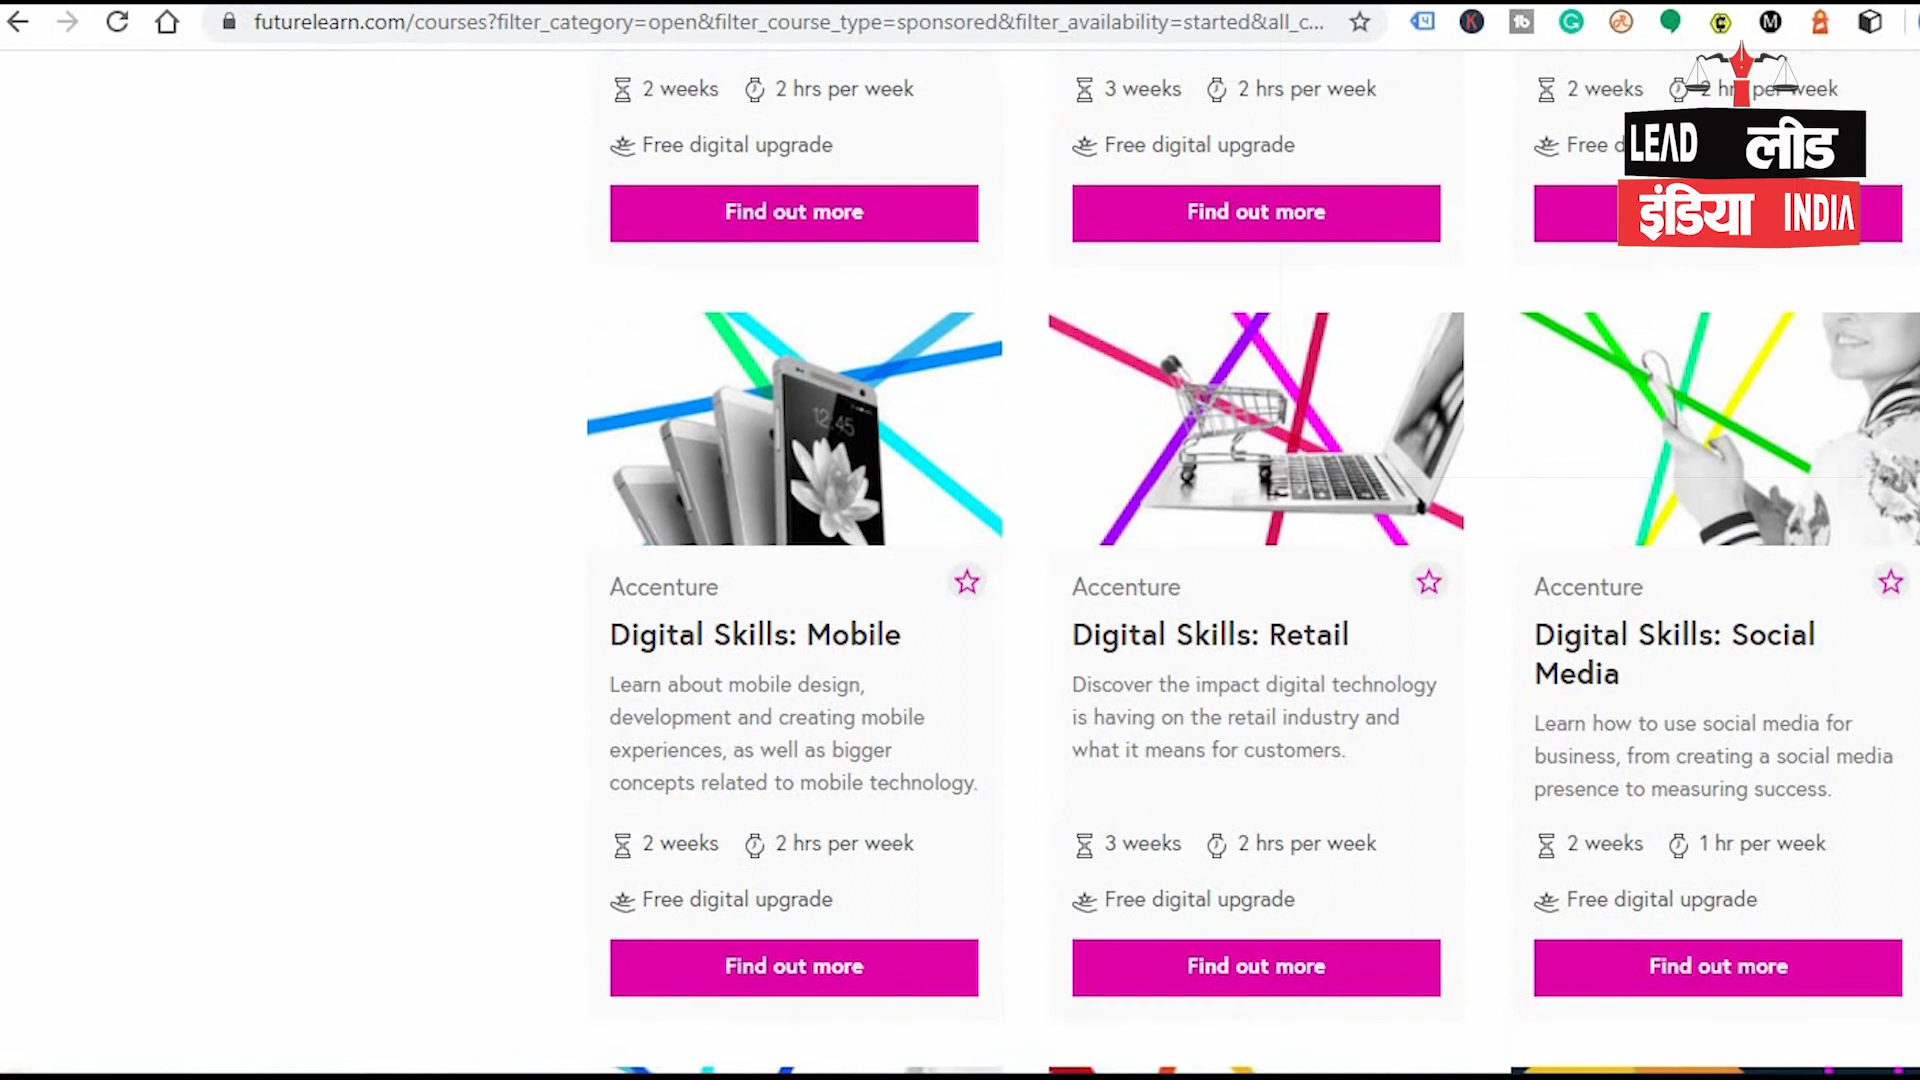 futurelearn.com/courses?filter_category=open&filter_course_type=sponsored&filter_availability=started&all_c...
2 weeks 2 hrs per week
3 weeks 2 hrs per week
2 weeks 2 hrs per week
Free digital upgrade
Free digital upgrade
Free d
Find out more
Find out more
LEAD लीड
इंडिया INDIA
12:45
Accenture
Digital Skills: Mobile
Learn about mobile design,
development and creating mobile
experiences, as well as bigger
concepts related to mobile technology.
2 weeks 2 hrs per week
Free digital upgrade
Find out more
Accenture
Digital Skills: Retail
Discover the impact digital technology
is having on the retail industry and
what it means for customers.
3 weeks 2 hrs per week
Free digital upgrade
Find out more
Accenture
Digital Skills: Social
Media
Learn how to use social media for
business, from creating a social media
presence to measuring success.
2 weeks 1 hr per week
Free digital upgrade
Find out more